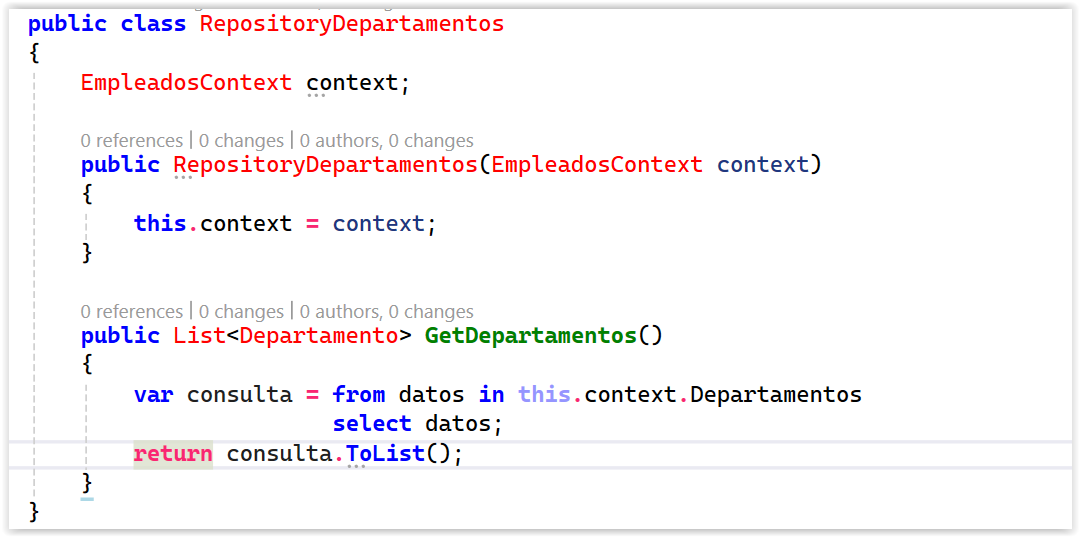 public class RepositoryDepartamentos
{
EmpleadosContext context;
0 references | 0 changes | 0 authors, 0 changes
public RepositoryDepartamentos(EmpleadosContext context)
{
this.context = context;
}
0 references | 0 changes | 0 authors, 0 changes
public List<Departamento> GetDepartamentos()
{
var consulta = from datos in this.context.Departamentos
select datos;
return consulta.ToList();
}
}